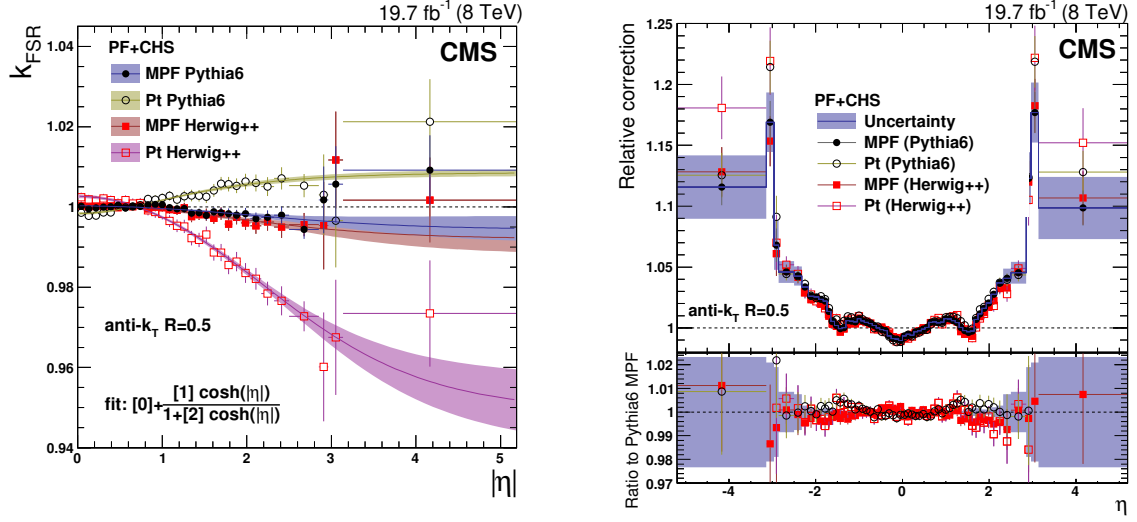 19.7 fb⁻¹ (8 TeV)
k_FSR
1.04
1.02
1
0.98
0.96
0.94
PF+CHS
MPF Pythia6
Pt Pythia6
MPF Herwig++
Pt Herwig++
CMS
anti-k_T R=0.5
fit: [0]+ [1] cosh(|η|)
1+[2] cosh(|η|)
0 1 2 3 4 5
|η|
19.7 fb⁻¹ (8 TeV)
Relative correction
1.25
1.2
1.15
1.1
1.05
1
CMS
PF+CHS
Uncertainty
MPF (Pythia6)
Pt (Pythia6)
MPF (Herwig++)
Pt (Herwig++)
anti-k_T R=0.5
Ratio to Pythia6 MPF
1.02
1.01
1
0.99
0.98
0.97
-4 -2 0 2 4
η